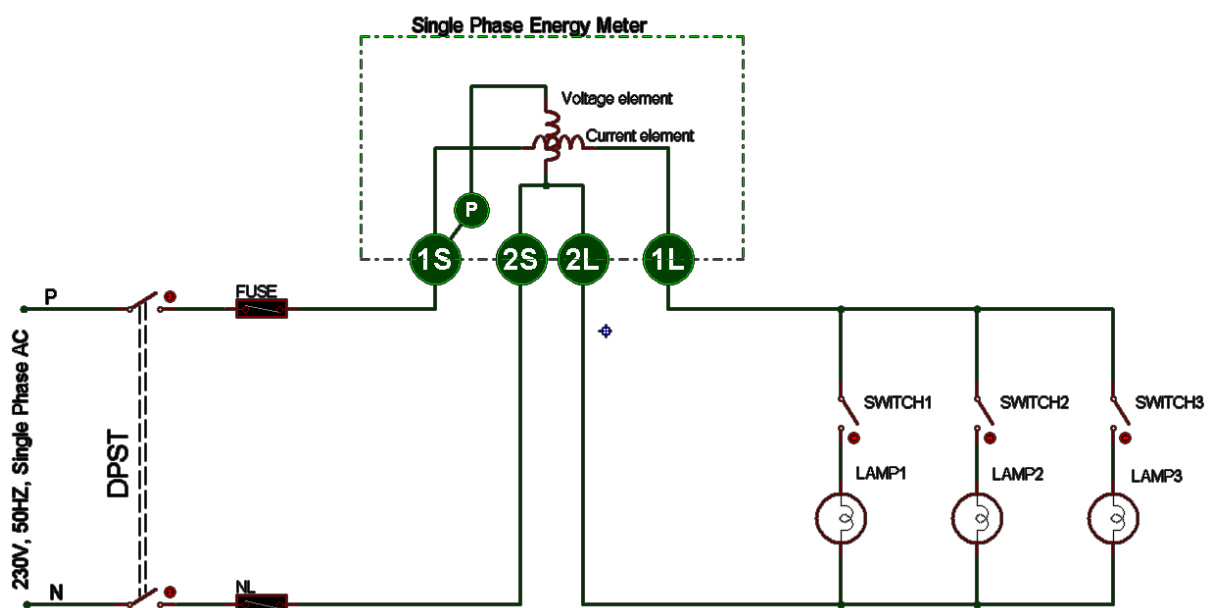 Single Phase Energy Meter
Voltage element
Current element
P
1S
2S
2L
1L
P
FUSE
230V, 50HZ, Single Phase AC
DPST
SWITCH1
SWITCH2
SWITCH3
LAMP1
LAMP2
LAMP3
N
NL